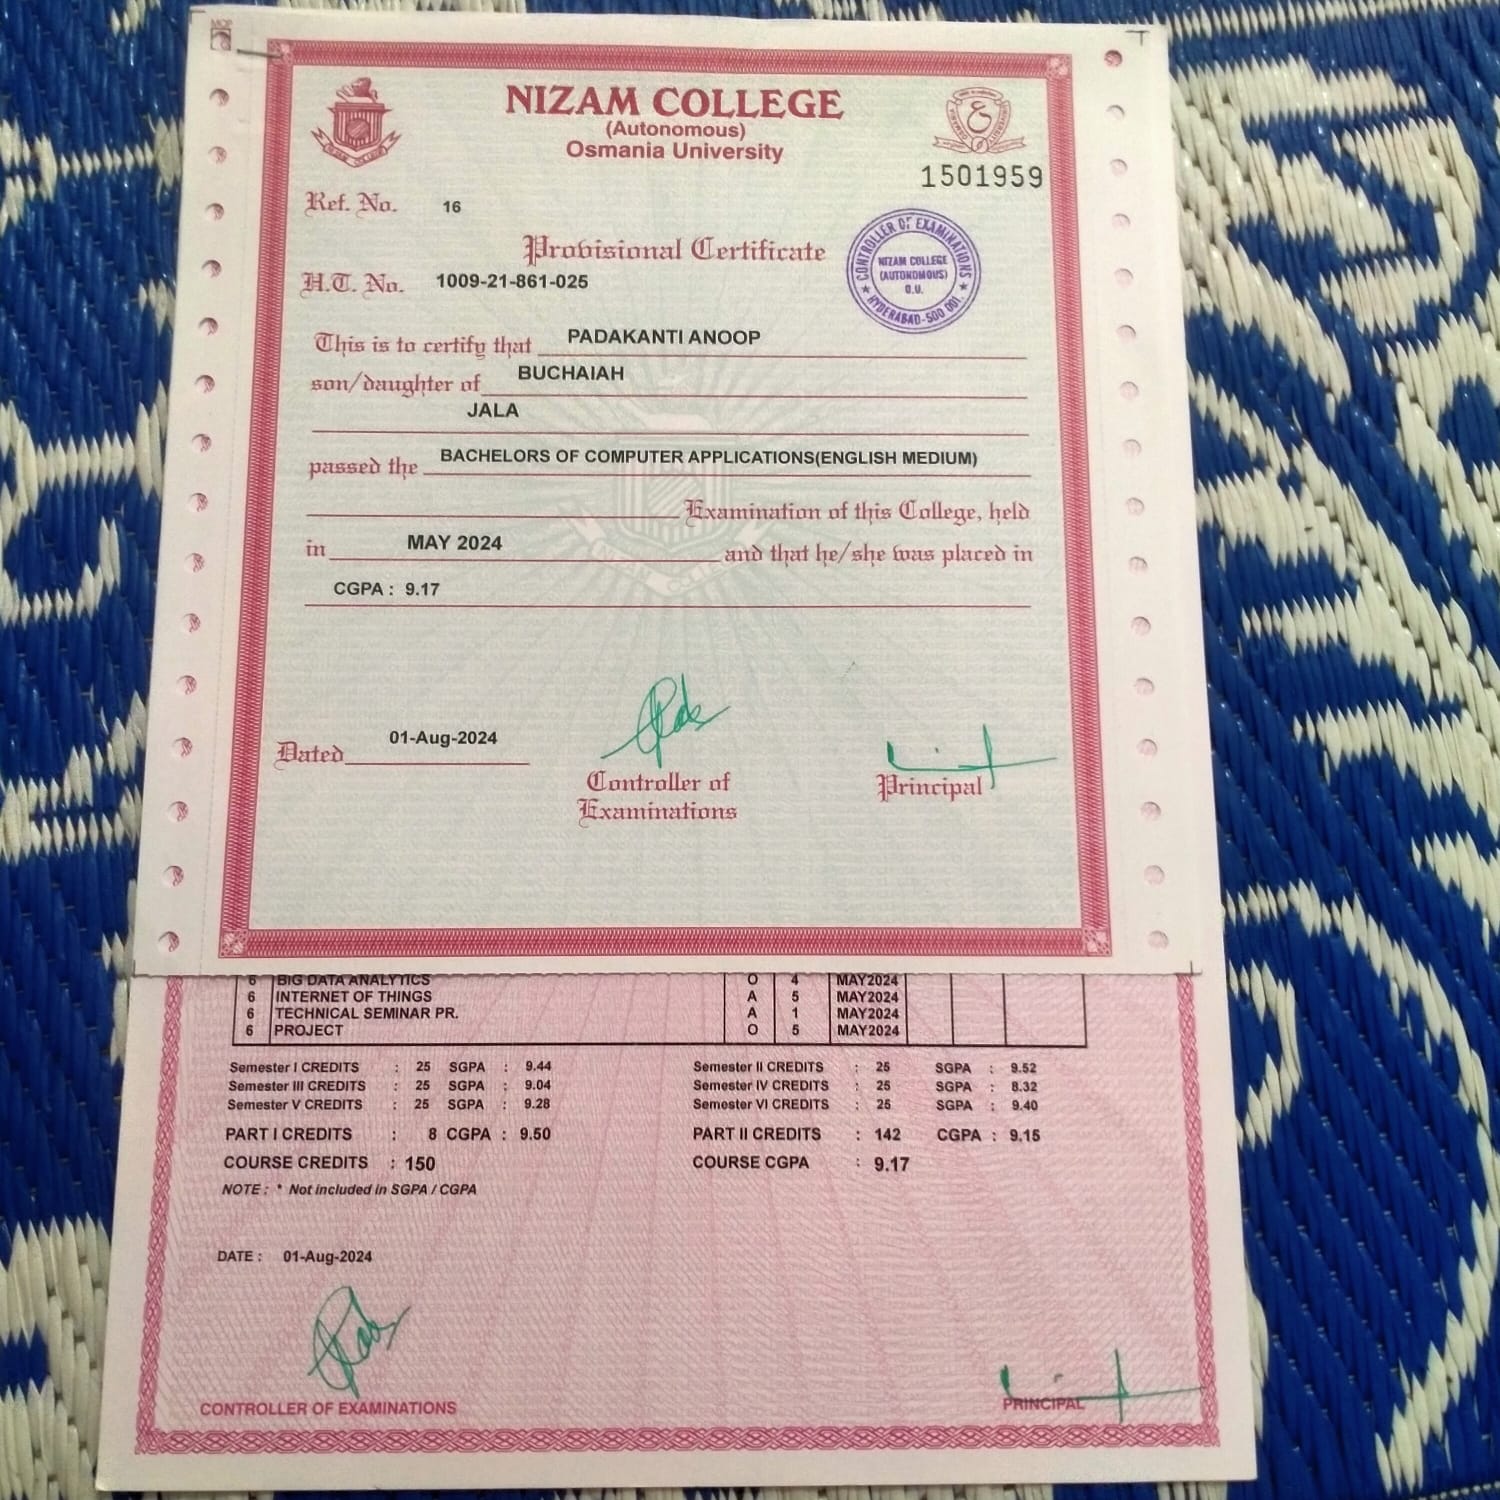 NIZAM COLLEGE
(Autonomous)
Osmania University
1501959
Ref. No. 16
Provisional Certificate
CONTROLLER OF EXAMINATIONS
NIZAM COLLEGE
(AUTONOMOUS)
O.U.
★ HYDERABAD-500 001. ★
H.T. No. 1009-21-861-025
This is to certify that PADAKANTI ANOOP
son/daughter of BUCHAIAH
JALA
passed the BACHELORS OF COMPUTER APPLICATIONS(ENGLISH MEDIUM)
Examination of this College, held
in MAY 2024 and that he/she was placed in
CGPA : 9.17
Dated 01-Aug-2024
Controller of
Examinations
Principal
6 BIG DATA ANALYTICS O 4 MAY2024
6 INTERNET OF THINGS A 5 MAY2024
6 TECHNICAL SEMINAR PR. A 1 MAY2024
6 PROJECT O 5 MAY2024
Semester I CREDITS : 25 SGPA : 9.44 Semester II CREDITS : 25 SGPA : 9.52
Semester III CREDITS : 25 SGPA : 9.04 Semester IV CREDITS : 25 SGPA : 8.32
Semester V CREDITS : 25 SGPA : 9.28 Semester VI CREDITS : 25 SGPA : 9.40
PART I CREDITS : 8 CGPA : 9.50 PART II CREDITS : 142 CGPA : 9.15
COURSE CREDITS : 150 COURSE CGPA : 9.17
NOTE : * Not included in SGPA / CGPA
DATE : 01-Aug-2024
CONTROLLER OF EXAMINATIONS PRINCIPAL